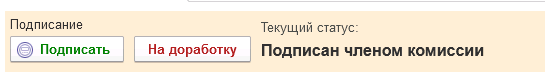 Подписание
Подписать
На доработку
Текущий статус:
Подписан членом комиссии